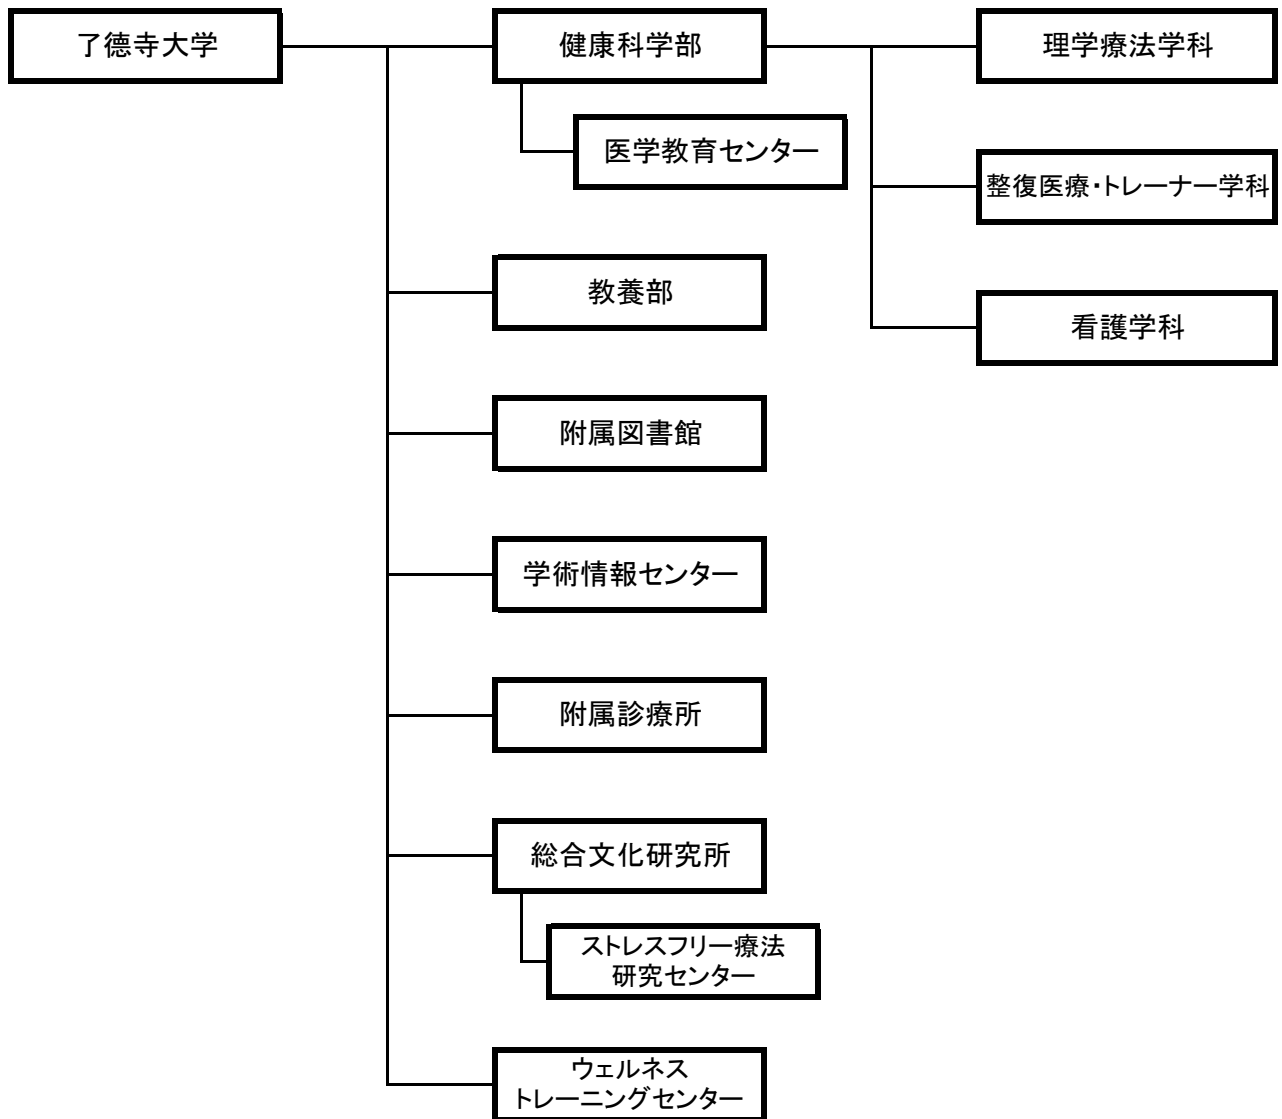 了德寺大学
健康科学部
理学療法学科
医学教育センター
整復医療・トレーナー学科
教養部
看護学科
附属図書館
学術情報センター
附属診療所
総合文化研究所
ストレスフリー療法
研究センター
ウェルネス
トレーニングセンター